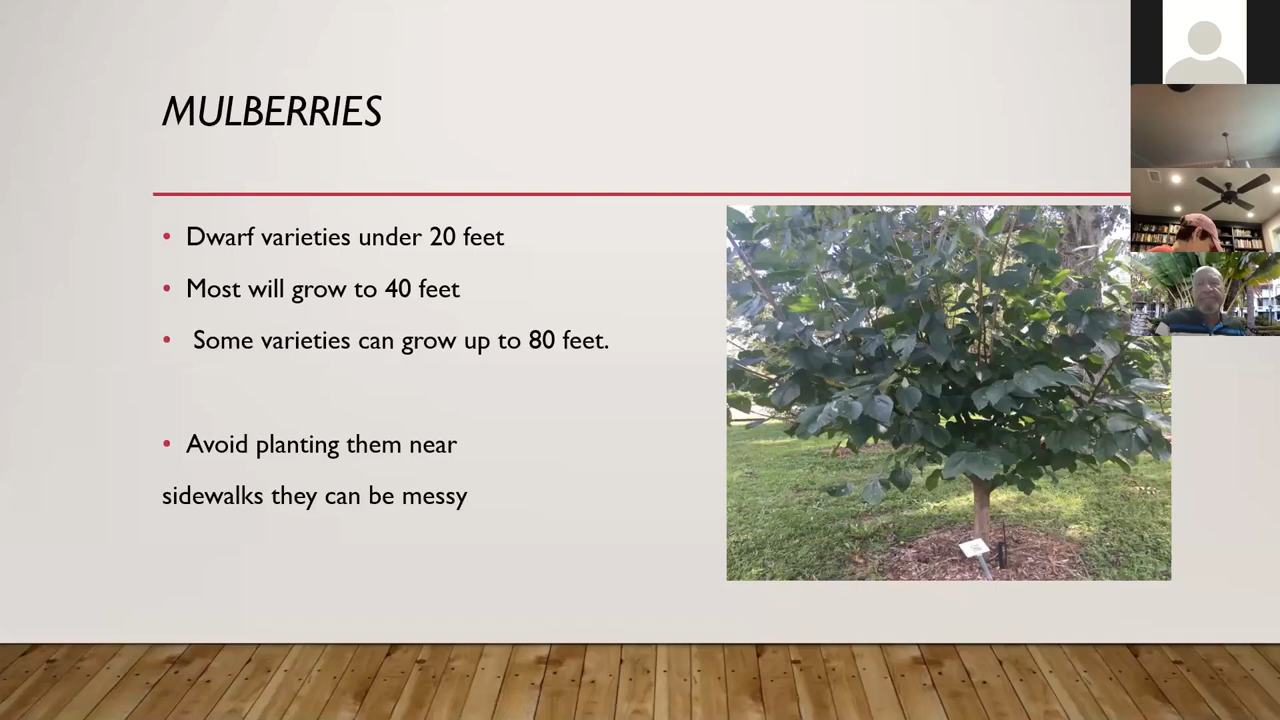 MULBERRIES
• Dwarf varieties under 20 feet
• Most will grow to 40 feet
• Some varieties can grow up to 80 feet.
• Avoid planting them near
sidewalks they can be messy